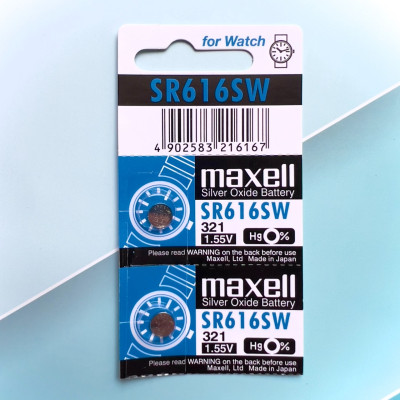 for Watch
SR616SW
4 902583 216167
maxell
Silver Oxide Battery
SR616SW
321
1.55V
Hg 0%
Please read WARNING on the back before use
Maxell, Ltd Made in Japan
maxell
Silver Oxide Battery
SR616SW
321
1.55V
Hg 0%
Please read WARNING on the back before use
Maxell, Ltd Made in Japan